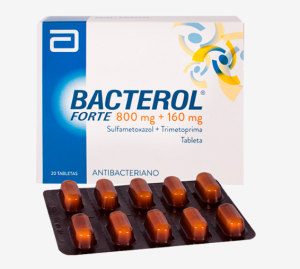 BACTEROL®
FORTE 800 mg + 160 mg
Sulfametoxazol + Trimetoprima
Tableta
20 TABLETAS
ANTIBACTERIANO